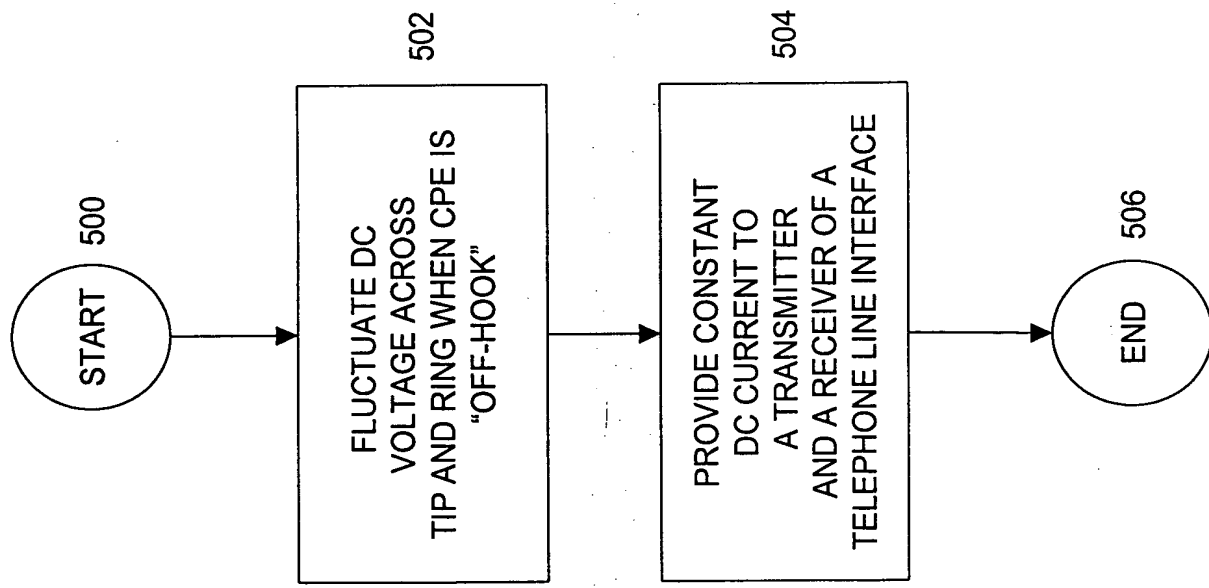 START
500
FLUCTUATE DC
VOLTAGE ACROSS
TIP AND RING WHEN CPE IS
“OFF-HOOK”
502
PROVIDE CONSTANT
DC CURRENT TO
A TRANSMITTER
AND A RECEIVER OF A
TELEPHONE LINE INTERFACE
504
END
506